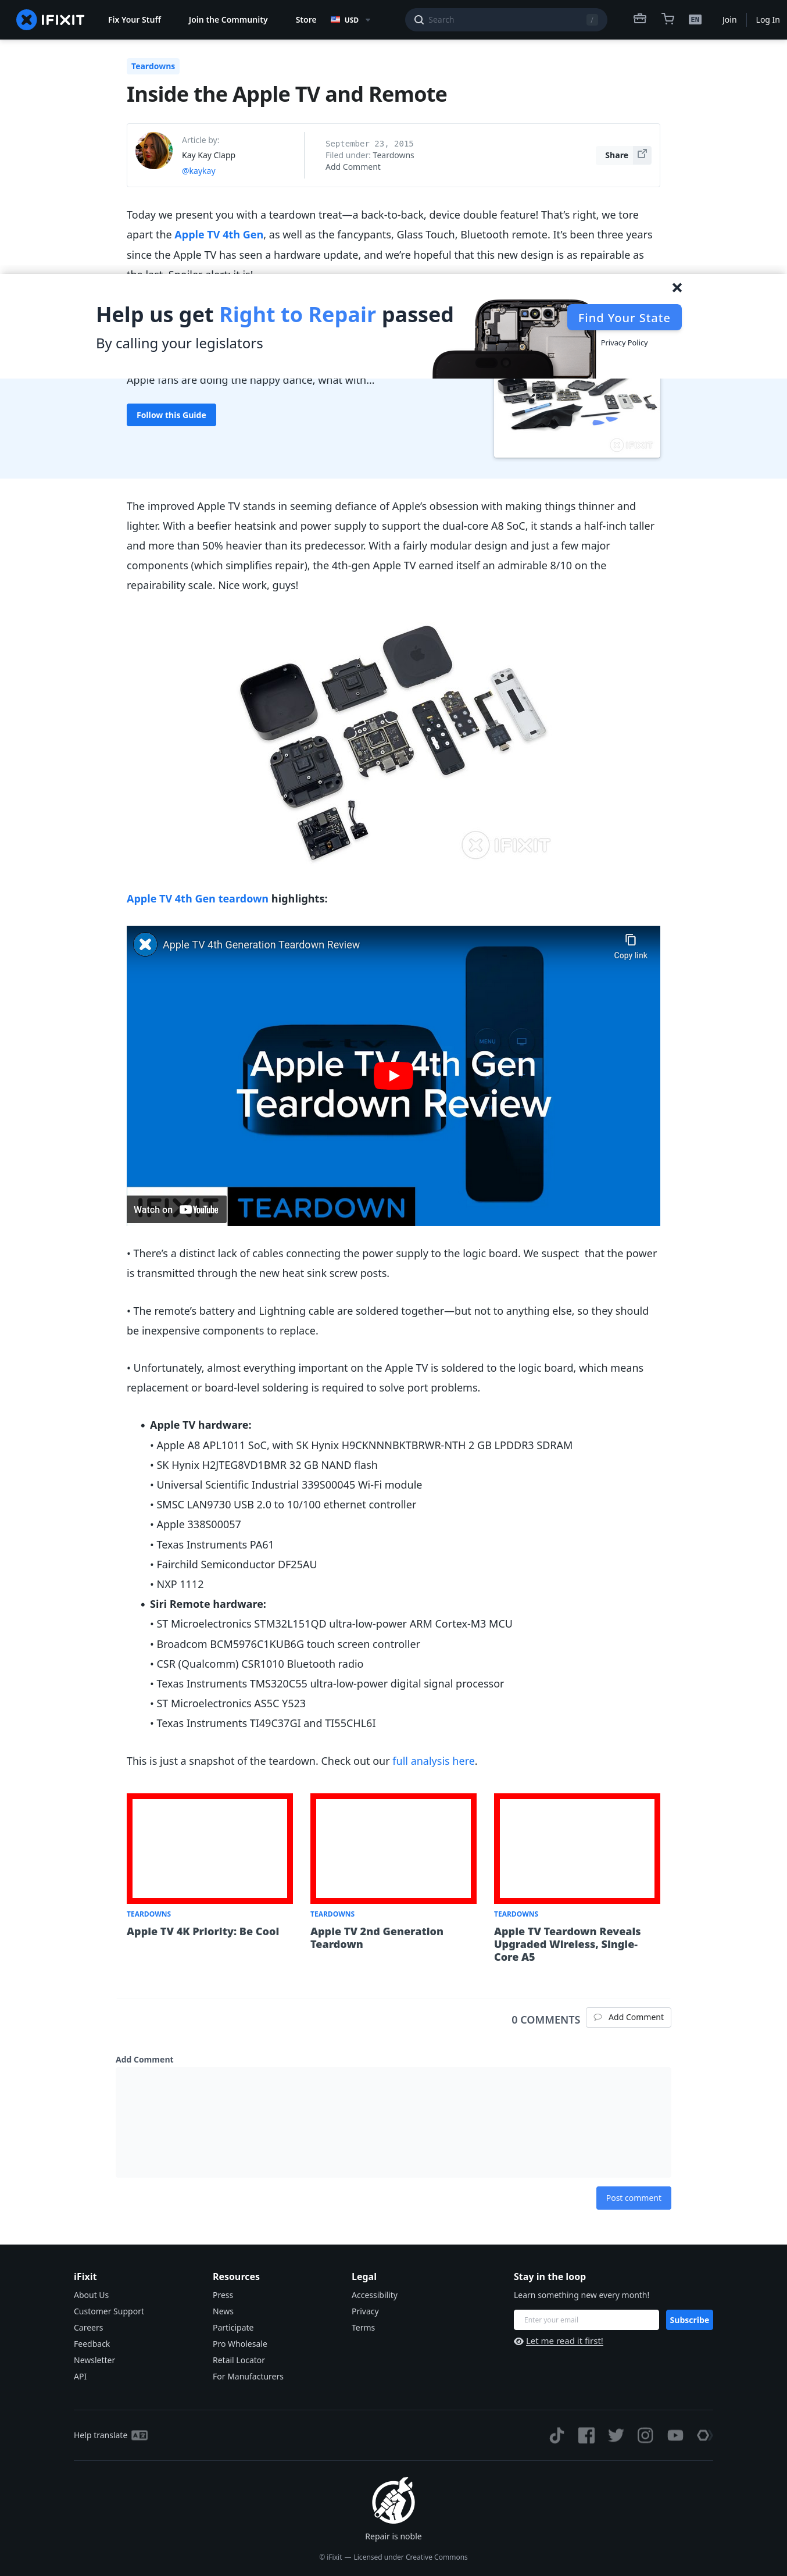 IFIXIT
Fix Your Stuff
Join the Community
Store
USD
Search
/
EN
Join
Log In
Teardowns
Inside the Apple TV and Remote
Article by:
Kay Kay Clapp
@kaykay
September 23, 2015
Filed under: Teardowns
Add Comment
Share
Today we present you with a teardown treat—a back-to-back, device double feature! That's right, we tore
apart the Apple TV 4th Gen, as well as the fancypants, Glass Touch, Bluetooth remote. It's been three years
since the Apple TV has seen a hardware update, and we're hopeful that this new design is as repairable as
the last. Spoiler alert: it is!
Help us get Right to Repair passed
By calling your legislators
Find Your State
Privacy Policy
Apple fans are doing the happy dance, what with...
Follow this Guide
IFIXIT
The improved Apple TV stands in seeming defiance of Apple's obsession with making things thinner and
lighter. With a beefier heatsink and power supply to support the dual-core A8 SoC, it stands a half-inch taller
and more than 50% heavier than its predecessor. With a fairly modular design and just a few major
components (which simplifies repair), the 4th-gen Apple TV earned itself an admirable 8/10 on the
repairability scale. Nice work, guys!
IFIXIT
Apple TV 4th Gen teardown highlights:
Apple TV 4th Generation Teardown Review
Copy link
MENU
Apple TV 4th Gen
Teardown Review
IFIXIT TEARDOWN
Watch on YouTube
• There's a distinct lack of cables connecting the power supply to the logic board. We suspect  that the power
is transmitted through the new heat sink screw posts.
• The remote's battery and Lightning cable are soldered together—but not to anything else, so they should
be inexpensive components to replace.
• Unfortunately, almost everything important on the Apple TV is soldered to the logic board, which means
replacement or board-level soldering is required to solve port problems.
• Apple TV hardware:
• Apple A8 APL1011 SoC, with SK Hynix H9CKNNNBKTBRWR-NTH 2 GB LPDDR3 SDRAM
• SK Hynix H2JTEG8VD1BMR 32 GB NAND flash
• Universal Scientific Industrial 339S00045 Wi-Fi module
• SMSC LAN9730 USB 2.0 to 10/100 ethernet controller
• Apple 338S00057
• Texas Instruments PA61
• Fairchild Semiconductor DF25AU
• NXP 1112
• Siri Remote hardware:
• ST Microelectronics STM32L151QD ultra-low-power ARM Cortex-M3 MCU
• Broadcom BCM5976C1KUB6G touch screen controller
• CSR (Qualcomm) CSR1010 Bluetooth radio
• Texas Instruments TMS320C55 ultra-low-power digital signal processor
• ST Microelectronics AS5C Y523
• Texas Instruments TI49C37GI and TI55CHL6I
This is just a snapshot of the teardown. Check out our full analysis here.
TEARDOWNS
Apple TV 4K Priority: Be Cool
TEARDOWNS
Apple TV 2nd Generation
Teardown
TEARDOWNS
Apple TV Teardown Reveals
Upgraded Wireless, Single-
Core A5
0 COMMENTS
Add Comment
Add Comment
Post comment
iFixit
About Us
Customer Support
Careers
Feedback
Newsletter
API
Resources
Press
News
Participate
Pro Wholesale
Retail Locator
For Manufacturers
Legal
Accessibility
Privacy
Terms
Stay in the loop
Learn something new every month!
Enter your email
Subscribe
Let me read it first!
Help translate
Repair is noble
© iFixit — Licensed under Creative Commons